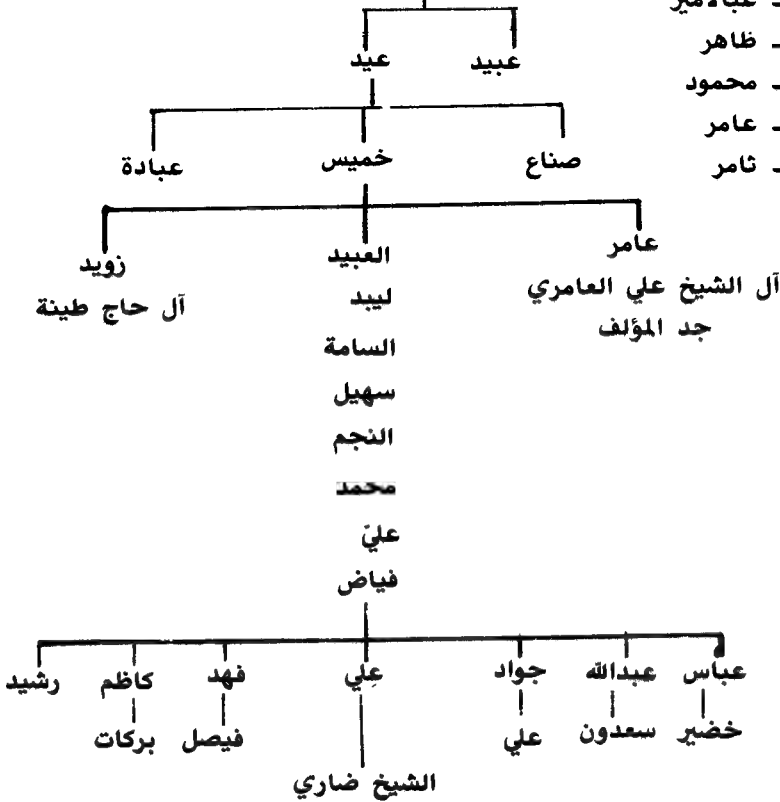 ـ ظاهر
ـ محمود
ـ عامر
ـ ثامر
عبيد عيد
صناع خميس عبادة
عامر العبيد زويد
آل الشيخ علي العامري ليبد آل حاج طينة
جد المؤلف
السامة
سهيل
النجم
محمد
عليّ
فياض
عباس عبدالله جواد علي فهد كاظم رشيد
خضير سعدون علي فيصل بركات
الشيخ ضاري